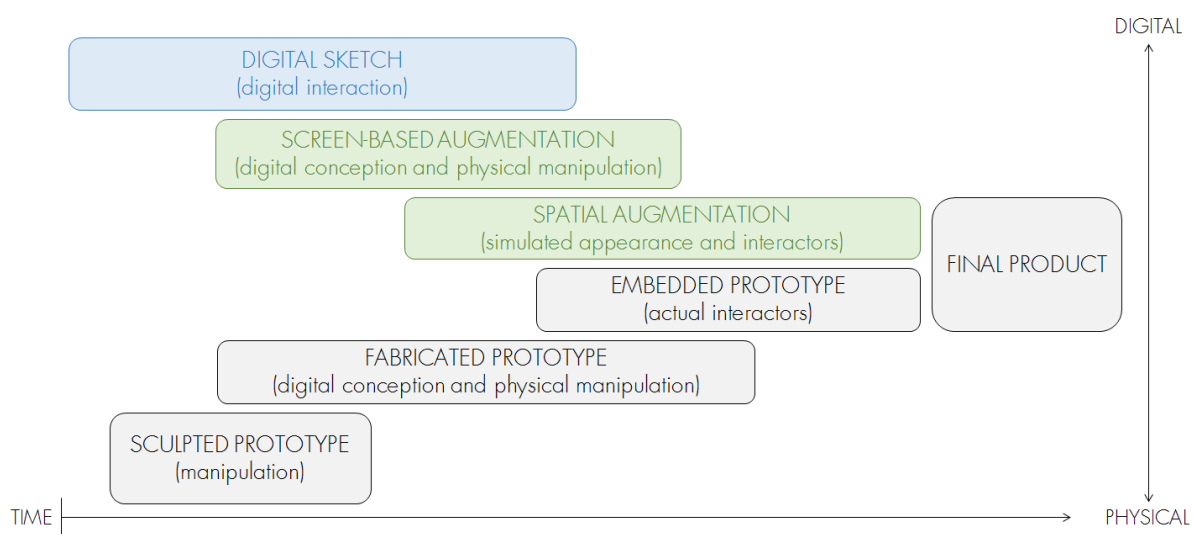 DIGITAL
DIGITAL SKETCH
(digital interaction)
SCREEN-BASED AUGMENTATION
(digital conception and physical manipulation)
SPATIAL AUGMENTATION
(simulated appearance and interactors)
FINAL PRODUCT
EMBEDDED PROTOTYPE
(actual interactors)
FABRICATED PROTOTYPE
(digital conception and physical manipulation)
SCULPTED PROTOTYPE
(manipulation)
TIME
PHYSICAL